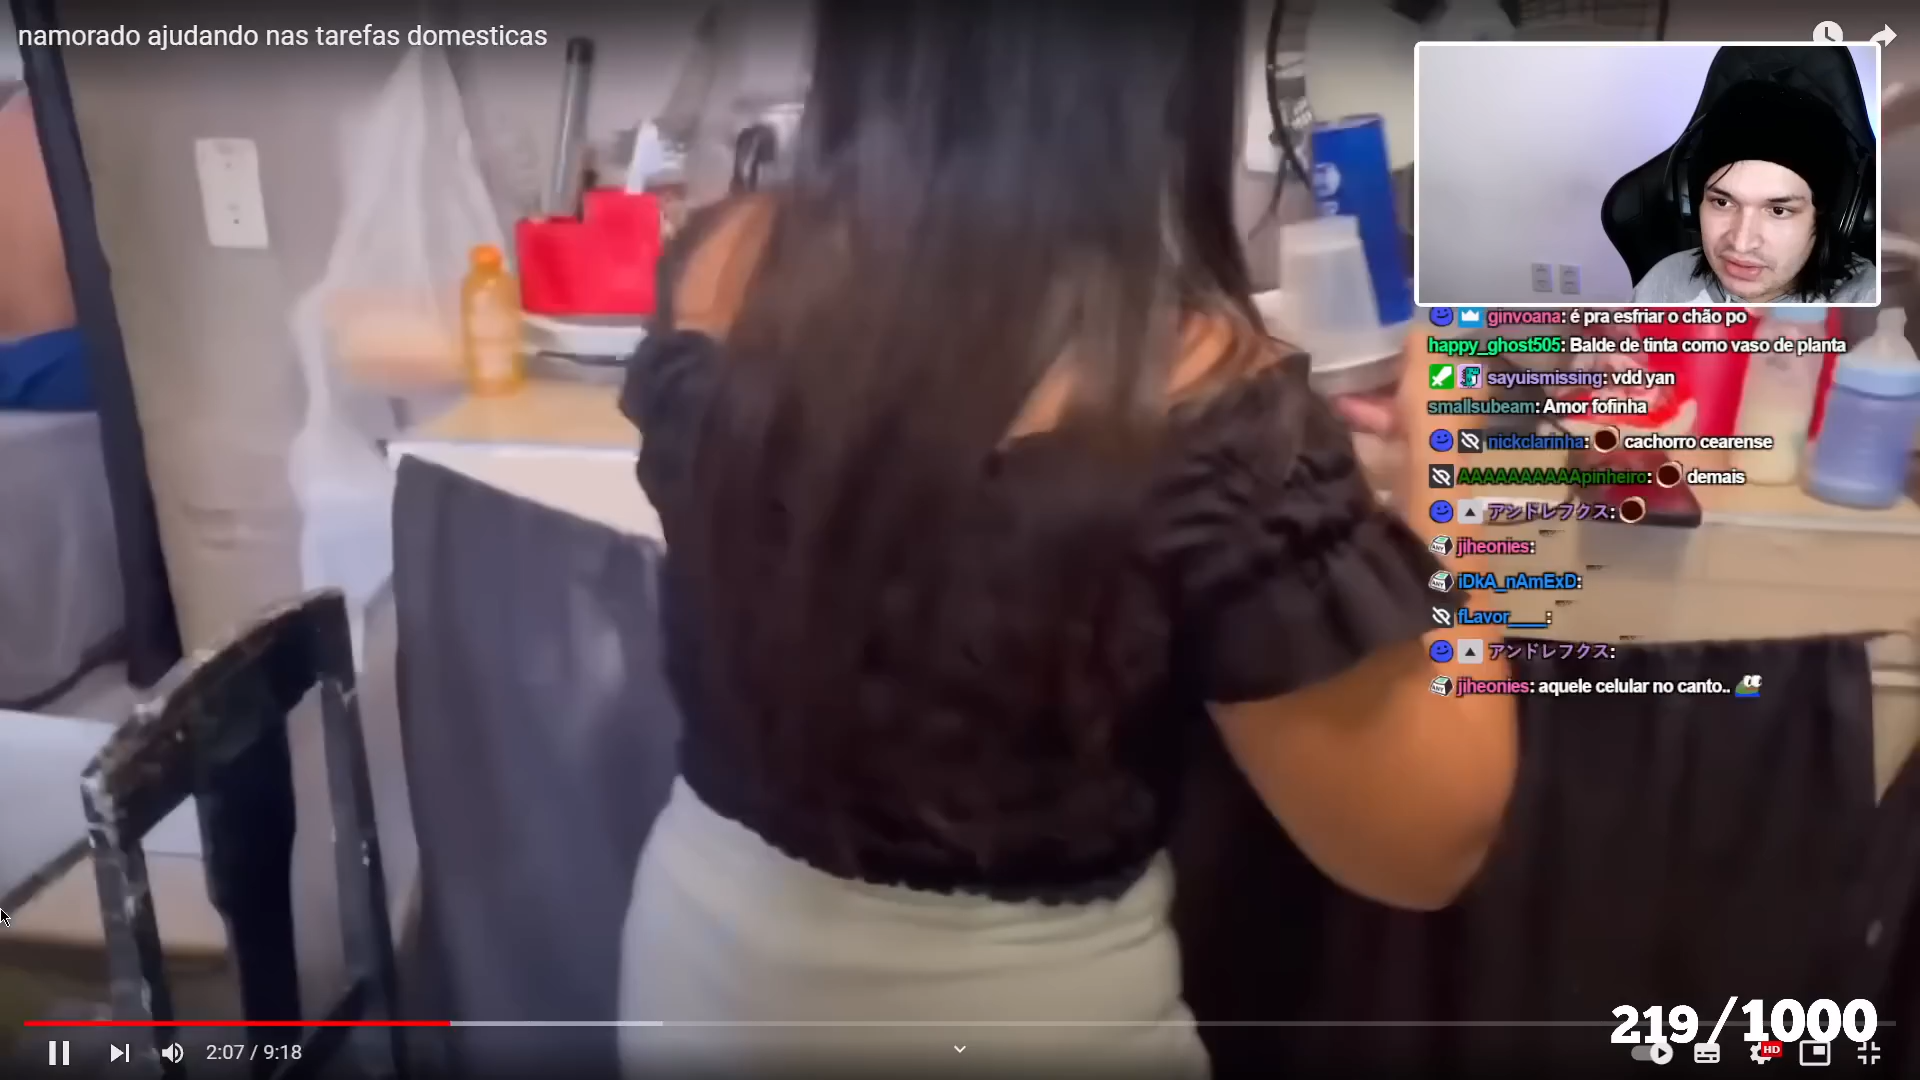 namorado ajudando nas tarefas domesticas
ginvoana: é pra esfriar o chão po
happy_ghost505: Balde de tinta como vaso de planta
sayuismissing: vdd yan
smallsubeam: Amor fofinha
nickclarinha: cachorro cearense
AAAAAAAAAApinheiro: demais
アンドレフクス:
jiheonies:
iDkA_nAmExD:
fLavor____:
アンドレフクス:
jiheonies: aquele celular no canto..
219/1000
2:07 / 9:18
HD